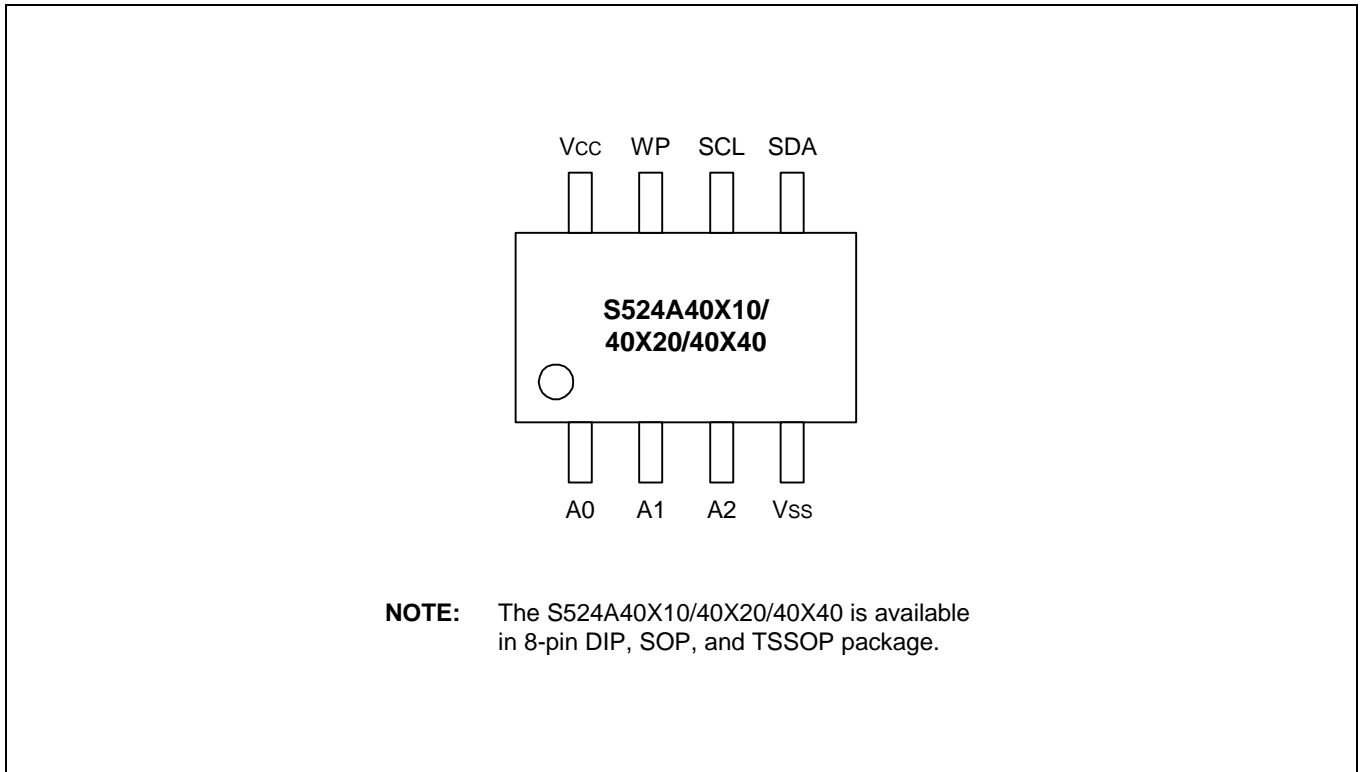 Vcc WP SCL SDA
S524A40X10/
40X20/40X40
A0 A1 A2 Vss
NOTE: The S524A40X10/40X20/40X40 is available
in 8-pin DIP, SOP, and TSSOP package.